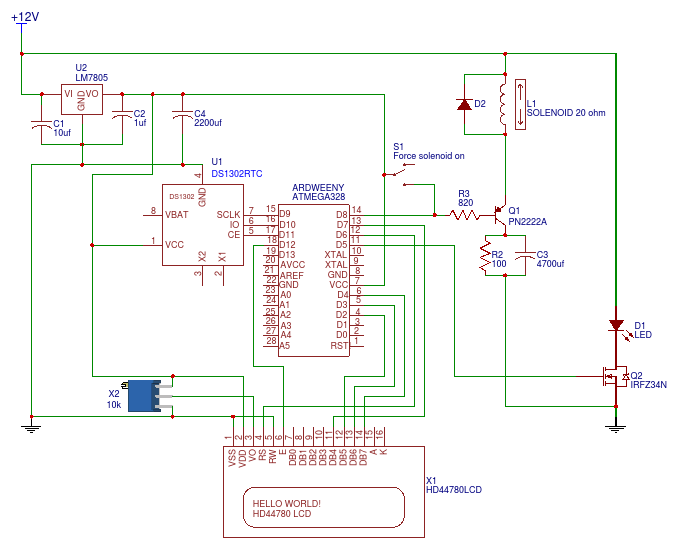 +12V
U2
LM7805
VI VO
GND
C1
10uf
C2
1uf
C4
2200uf
D2
L1
SOLENOID 20 ohm
S1
Force solenoid on
U1
DS1302RTC
4
GND
DS1302
8 VBAT
1 VCC
SCLK 7
IO 6
CE 5
X2
X1
3
2
ARDWEENY
ATMEGA328
15 D9
16 D10
17 D11
18 D12
19 D13
20 AVCC
21 AREF
22 GND
23 A0
24 A1
25 A2
26 A3
27 A4
28 A5
D8 14
D7 13
D6 12
D5 11
XTAL 10
XTAL 9
GND 8
VCC 7
D4 6
D3 5
D2 4
D1 3
D0 2
RST 1
R3
820
Q1
PN2222A
R2
100
C3
4700uf
D1
LED
Q2
IRFZ34N
X2
10k
1 2 3 4 5 6 7 8 9 10 11 12 13 14 15 16
VSS VDD VO RS RW E DB0 DB1 DB2 DB3 DB4 DB5 DB6 DB7 A K
X1
HD44780LCD
HELLO WORLD!
HD44780 LCD